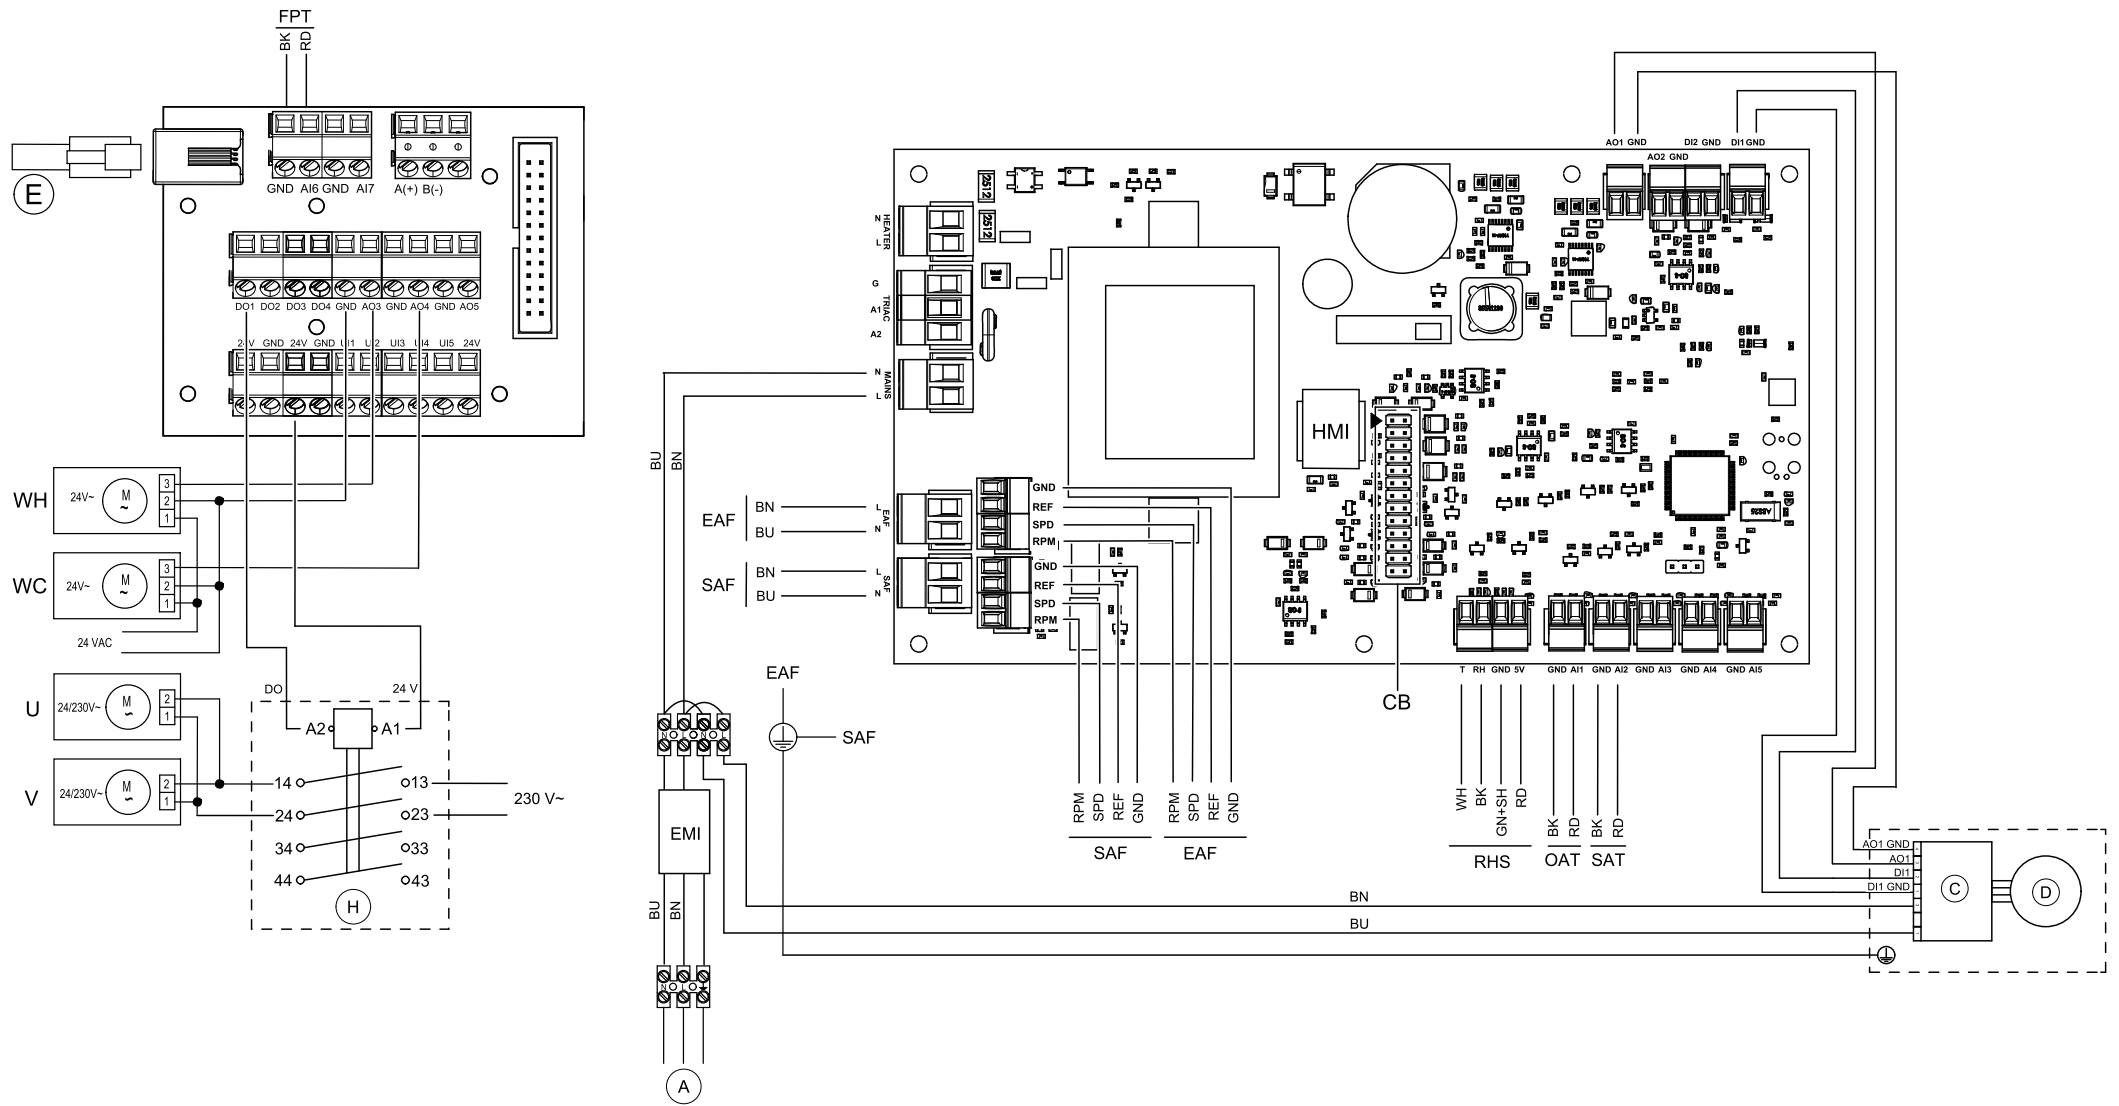 FPT
BK RD
E
GND AI6 GND AI7
A(+) B(-)
DO1 DO2 DO3 DO4 GND AO3 GND AO4 GND AO5
24V GND 24V GND UI1 UI2 UI3 UI4 UI5 24V
WH 24V~ M ~ 3 2 1
WC 24V~ M ~ 3 2 1
24 VAC
U 24/230V~ M ~ 2 1
V 24/230V~ M ~ 2 1
DO 24 V
A2 A1
14 13
24 23
34 33
44 43
230 V~
H
AO1 GND
AO2 GND
DI2 GND
DI1 GND
N L HEATER
G A1 A2 TRIAC
N L MAINS
2512
2512
BU BN
EAF BN BU L N EAF
SAF BN BU L N SAF
GND
REF
SPD
RPM
GND
REF
SPD
RPM
HMI
CB
A8825
T RH GND 5V GND AI1 GND AI2 GND AI3 GND AI4 GND AI5
WH BK GN+SH RD BK RD BK RD
RHS OAT SAT
RPM SPD REF GND RPM SPD REF GND
SAF EAF
EAF
SAF
N L N L
EMI
BU BN
N L
A
BN
BU
AO1 GND
AO1
DI1
DI1 GND
C D